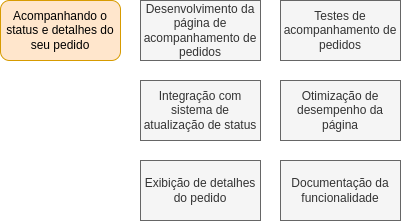 Acompanhando o
status e detalhes do
seu pedido
Desenvolvimento da
página de
acompanhamento de
pedidos
Testes de
acompanhamento de
pedidos
Integração com
sistema de
atualização de status
Otimização de
desempenho da
página
Exibição de detalhes
do pedido
Documentação da
funcionalidade